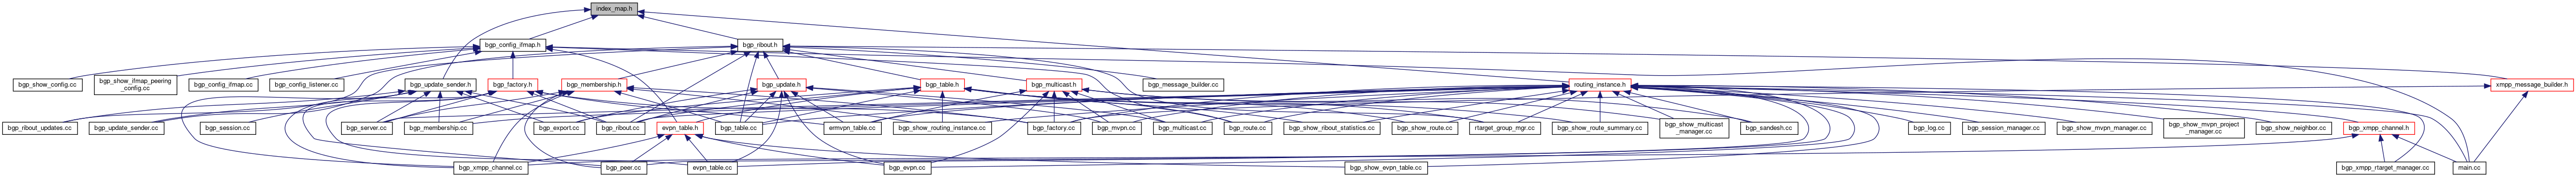 index_map.h
bgp_config_ifmap.h
bgp_ribout.h
bgp_show_config.cc
bgp_show_ifmap_peering
_config.cc
bgp_config_ifmap.cc
bgp_config_listener.cc
bgp_update_sender.h
bgp_factory.h
bgp_membership.h
bgp_update.h
bgp_table.h
bgp_multicast.h
bgp_message_builder.cc
routing_instance.h
xmpp_message_builder.h
bgp_ribout_updates.cc
bgp_update_sender.cc
bgp_session.cc
bgp_server.cc
bgp_membership.cc
bgp_export.cc
bgp_ribout.cc
evpn_table.h
bgp_table.cc
ermvpn_table.cc
bgp_show_routing_instance.cc
bgp_factory.cc
bgp_mvpn.cc
bgp_multicast.cc
bgp_route.cc
bgp_show_ribout_statistics.cc
bgp_show_route.cc
rtarget_group_mgr.cc
bgp_show_route_summary.cc
bgp_show_multicast
_manager.cc
bgp_sandesh.cc
bgp_log.cc
bgp_session_manager.cc
bgp_show_mvpn_manager.cc
bgp_show_mvpn_project
_manager.cc
bgp_show_neighbor.cc
bgp_xmpp_channel.h
bgp_xmpp_channel.cc
bgp_peer.cc
evpn_table.cc
bgp_evpn.cc
bgp_show_evpn_table.cc
bgp_xmpp_rtarget_manager.cc
main.cc